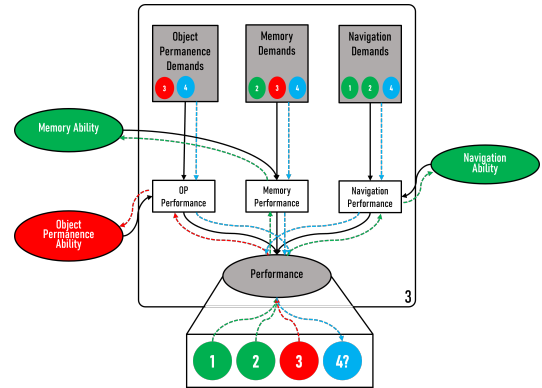 Object
Permanence
Demands
3 4
Memory
Demands
2 3 4
Navigation
Demands
1 2 4
Memory Ability
Navigation
Ability
OP
Performance
Memory
Performance
Navigation
Performance
Object
Permanence
Ability
Performance
3
1 2 3 4?